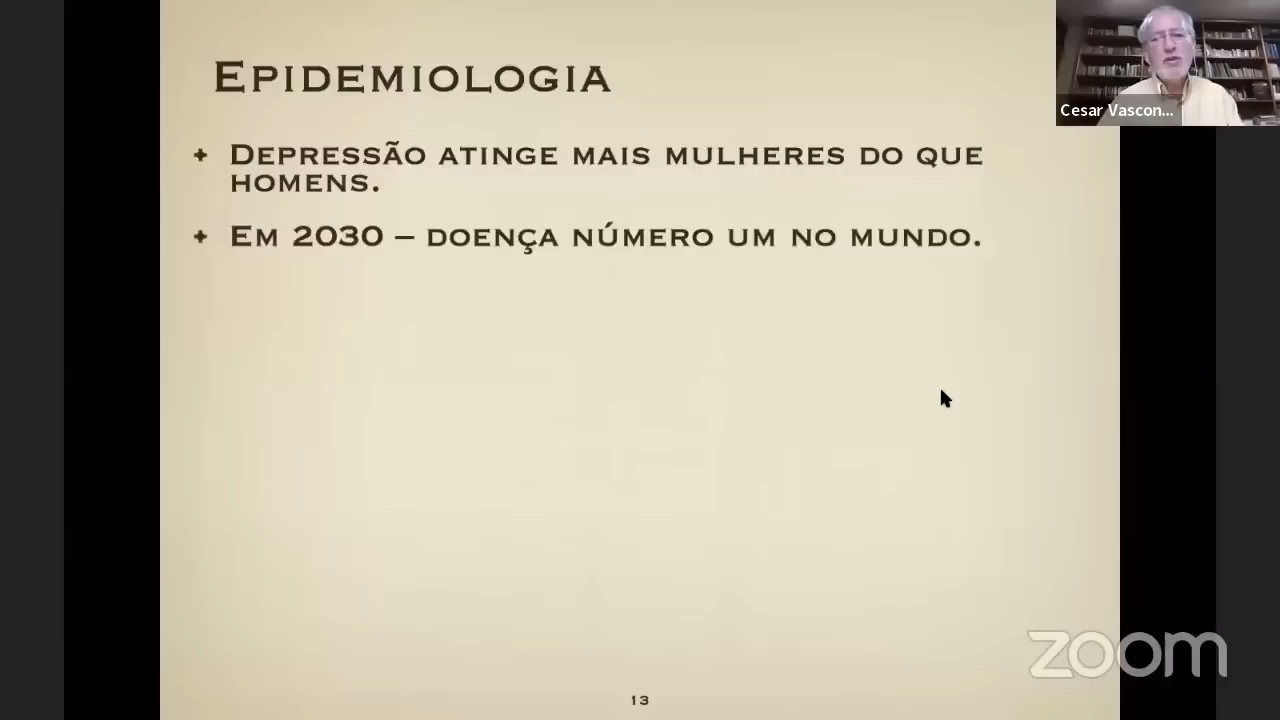 Epidemiologia
+ Depressão atinge mais mulheres do que
homens.
+ Em 2030 – doença número um no mundo.
13
Cesar Vascon...
zoom